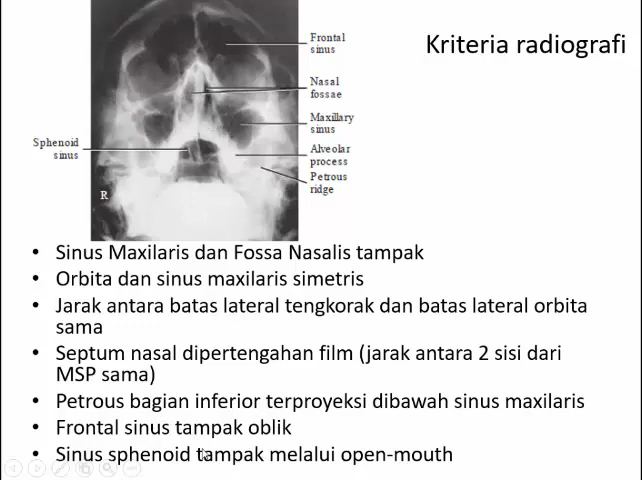 Kriteria radiografi
Frontal
sinus
Nasal
fossae
Maxillary
sinus
Sphenoid
sinus
Alveolar
process
Petrous
ridge
R
• Sinus Maxilaris dan Fossa Nasalis tampak
• Orbita dan sinus maxilaris simetris
• Jarak antara batas lateral tengkorak dan batas lateral orbita
sama
• Septum nasal dipertengahan film (jarak antara 2 sisi dari
MSP sama)
• Petrous bagian inferior terproyeksi dibawah sinus maxilaris
• Frontal sinus tampak oblik
• Sinus sphenoid tampak melalui open-mouth